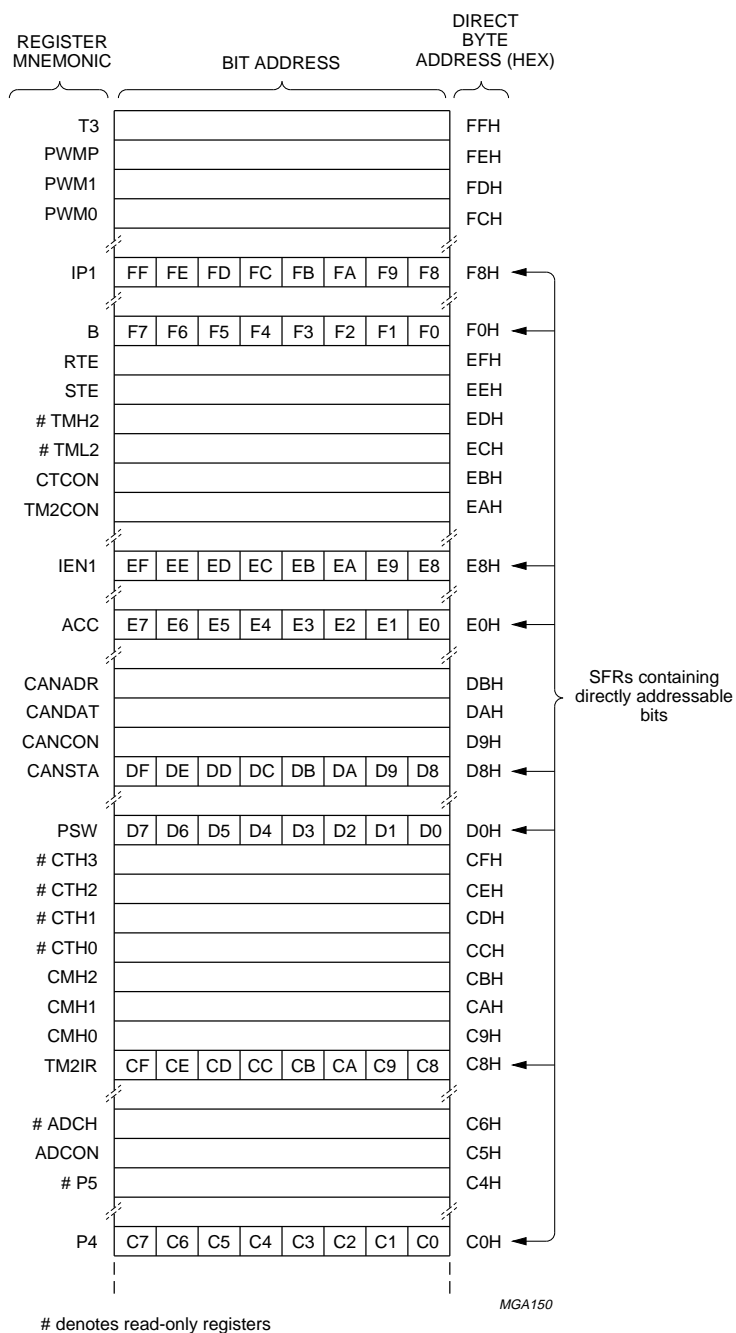 REGISTER
MNEMONIC
BIT ADDRESS
DIRECT
BYTE
ADDRESS (HEX)
T3 FFH
PWMP FEH
PWM1 FDH
PWM0 FCH
IP1 FF FE FD FC FB FA F9 F8 F8H
B F7 F6 F5 F4 F3 F2 F1 F0 F0H
RTE EFH
STE EEH
# TMH2 EDH
# TML2 ECH
CTCON EBH
TM2CON EAH
IEN1 EF EE ED EC EB EA E9 E8 E8H
ACC E7 E6 E5 E4 E3 E2 E1 E0 E0H
CANADR DBH
CANDAT DAH
CANCON D9H
CANSTA DF DE DD DC DB DA D9 D8 D8H
PSW D7 D6 D5 D4 D3 D2 D1 D0 D0H
# CTH3 CFH
# CTH2 CEH
# CTH1 CDH
# CTH0 CCH
CMH2 CBH
CMH1 CAH
CMH0 C9H
TM2IR CF CE CD CC CB CA C9 C8 C8H
# ADCH C6H
ADCON C5H
# P5 C4H
P4 C7 C6 C5 C4 C3 C2 C1 C0 C0H
SFRs containing
directly addressable
bits
MGA150
# denotes read-only registers